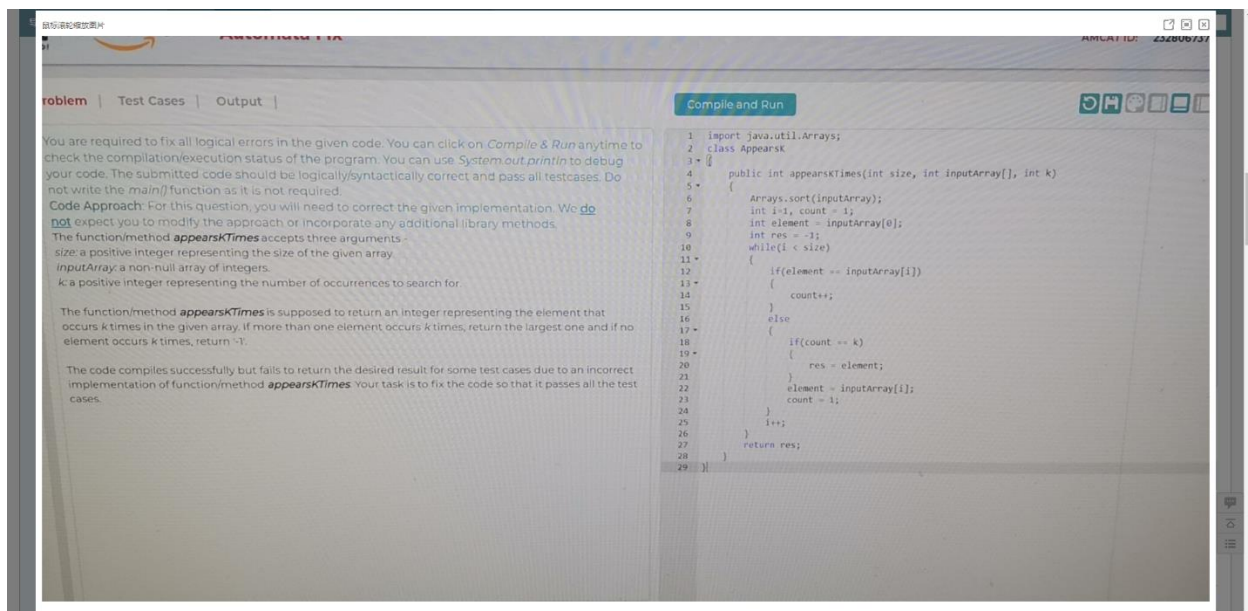 鼠标滚轮缩放图片
Automata Fix
AMCAT ID: 232806737
roblem | Test Cases | Output |
Compile and Run
You are required to fix all logical errors in the given code. You can click on Compile & Run anytime to
check the compilation/execution status of the program. You can use System.out.println to debug
your code. The submitted code should be logically/syntactically correct and pass all testcases. Do
not write the main() function as it is not required.
Code Approach: For this question, you will need to correct the given implementation. We do
not expect you to modify the approach or incorporate any additional library methods.
The function/method appearsKTimes accepts three arguments -
size: a positive integer representing the size of the given array
inputArray: a non-null array of integers.
k: a positive integer representing the number of occurrences to search for
The function/method appearsKTimes is supposed to return an integer representing the element that
occurs k times in the given array. If more than one element occurs k times, return the largest one and if no
element occurs k times, return '-1'.
The code compiles successfully but fails to return the desired result for some test cases due to an incorrect
implementation of function/method appearsKTimes. Your task is to fix the code so that it passes all the test
cases.
1 import java.util.Arrays;
2 class AppearsK
3 {
4 public int appearsKTimes(int size, int inputArray[], int k)
5 {
6 Arrays.sort(inputArray);
7 int i=1, count = 1;
8 int element = inputArray[0];
9 int res = -1;
10 while(i < size)
11 {
12 if(element == inputArray[i])
13 {
14 count++;
15 }
16 else
17 {
18 if(count == k)
19 {
20 res = element;
21 }
22 element = inputArray[i];
23 count = 1;
24 }
25 i++;
26 }
27 return res;
28 }
29 }